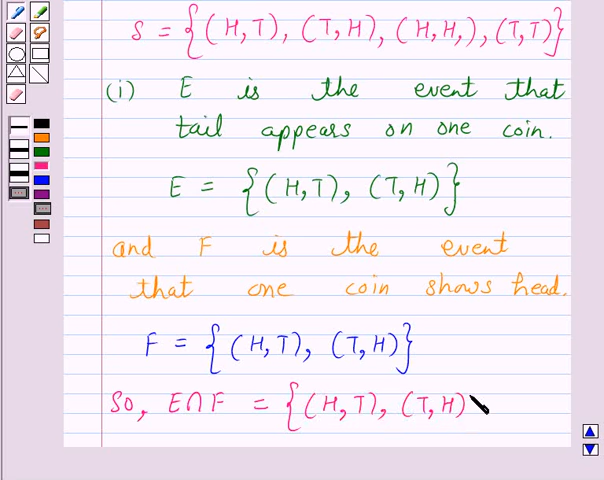 S = {(H,T), (T,H), (H,H,), (T,T)}
(i) E is the event that
tail appears on one coin.
E = {(H,T), (T,H)}
and F is the event
that one coin shows head.
F = {(H,T), (T,H)}
So, E∩F = {(H,T), (T,H)